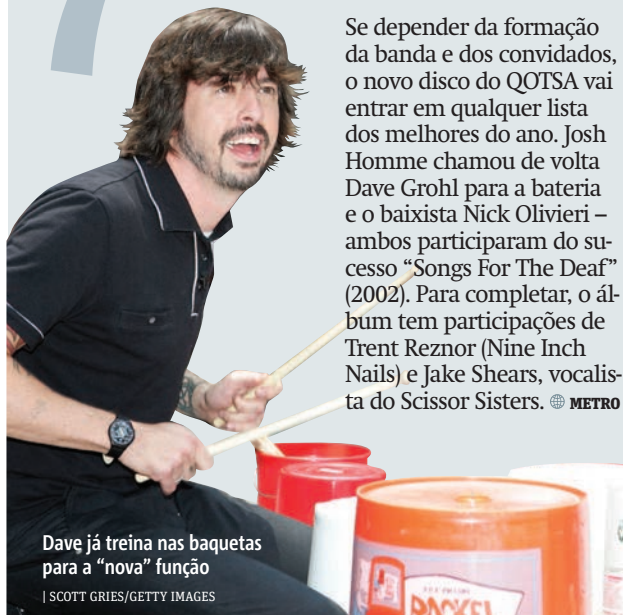 Se depender da formação
da banda e dos convidados,
o novo disco do QOTSA vai
entrar em qualquer lista
dos melhores do ano. Josh
Homme chamou de volta
Dave Grohl para a bateria
e o baixista Nick Olivieri –
ambos participaram do su-
cesso “Songs For The Deaf”
(2002). Para completar, o ál-
bum tem participações de
Trent Reznor (Nine Inch
Nails) e Jake Shears, vocalis-
ta do Scissor Sisters. METRO
Dave já treina nas baquetas
para a “nova” função
| SCOTT GRIES/GETTY IMAGES